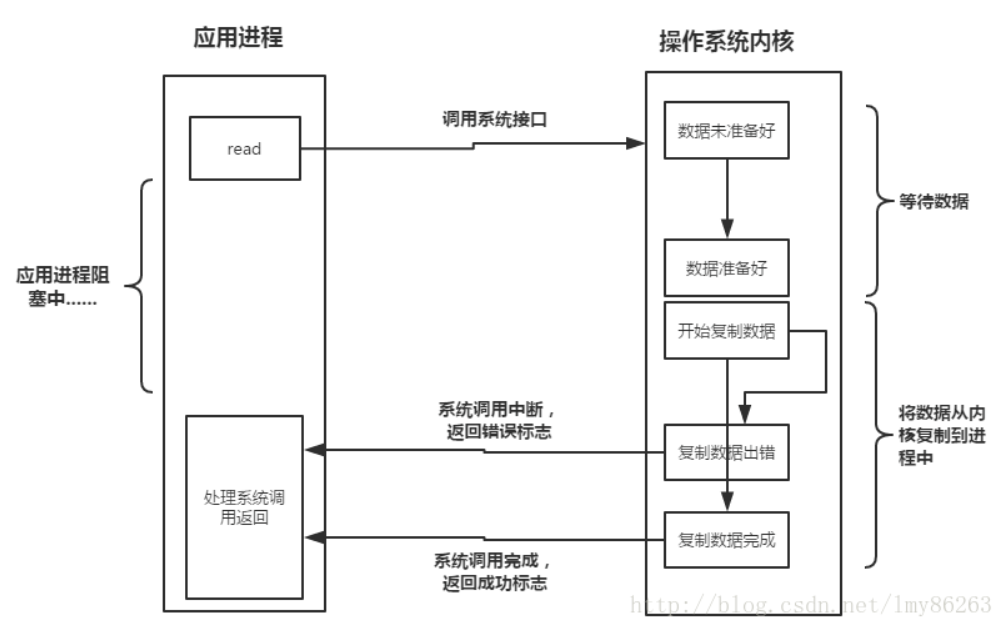 应用进程
操作系统内核
read
调用系统接口
数据未准备好
等待数据
数据准备好
应用进程阻
塞中......
开始复制数据
系统调用中断，
返回错误标志
复制数据出错
将数据从内
核复制到进
程中
处理系统调
用返回
复制数据完成
系统调用完成，
返回成功标志
http://blog.csdn.net/lmy86263